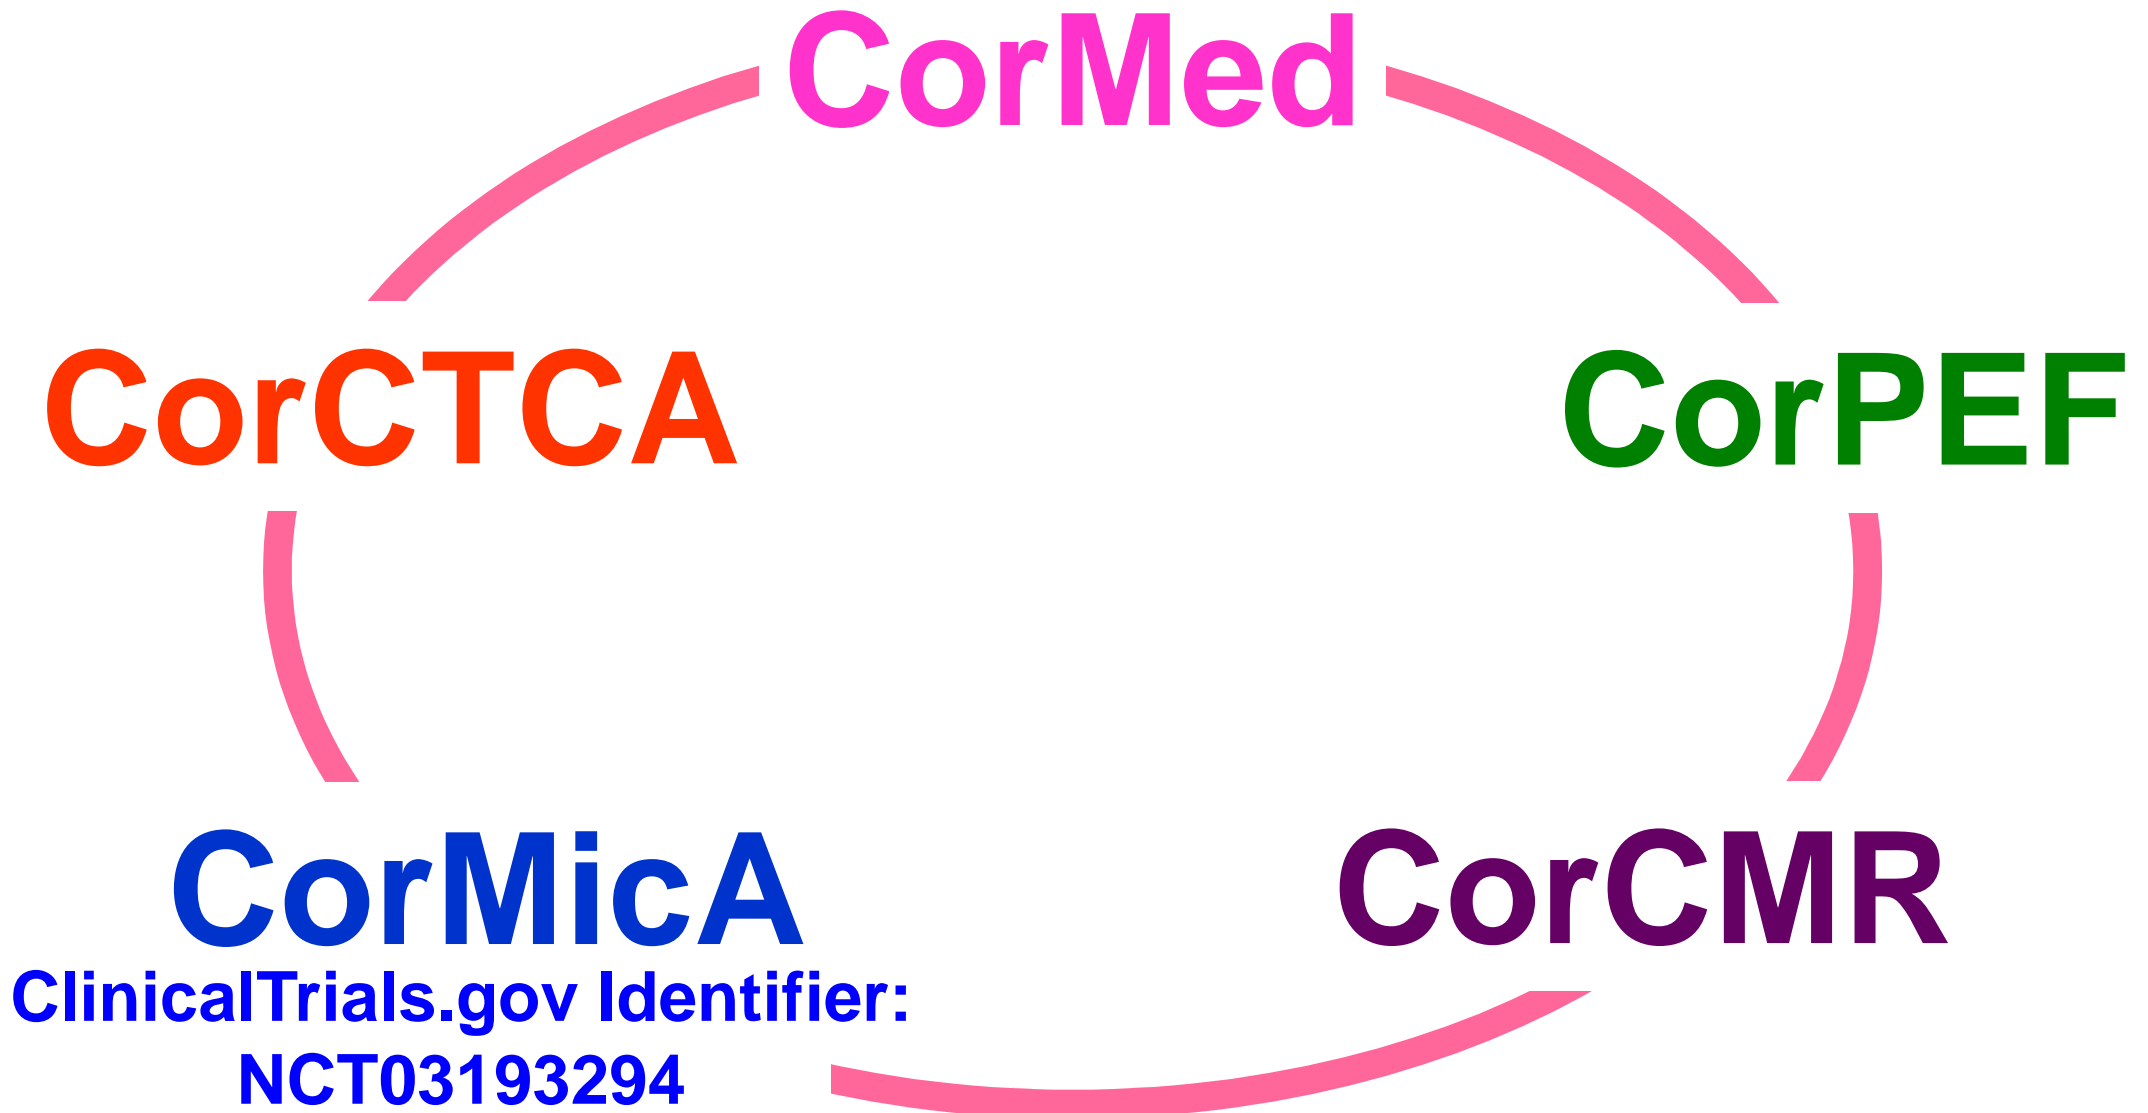 CorMed
CorCTCA
CorPEF
CorMicA
CorCMR
ClinicalTrials.gov Identifier:
NCT03193294